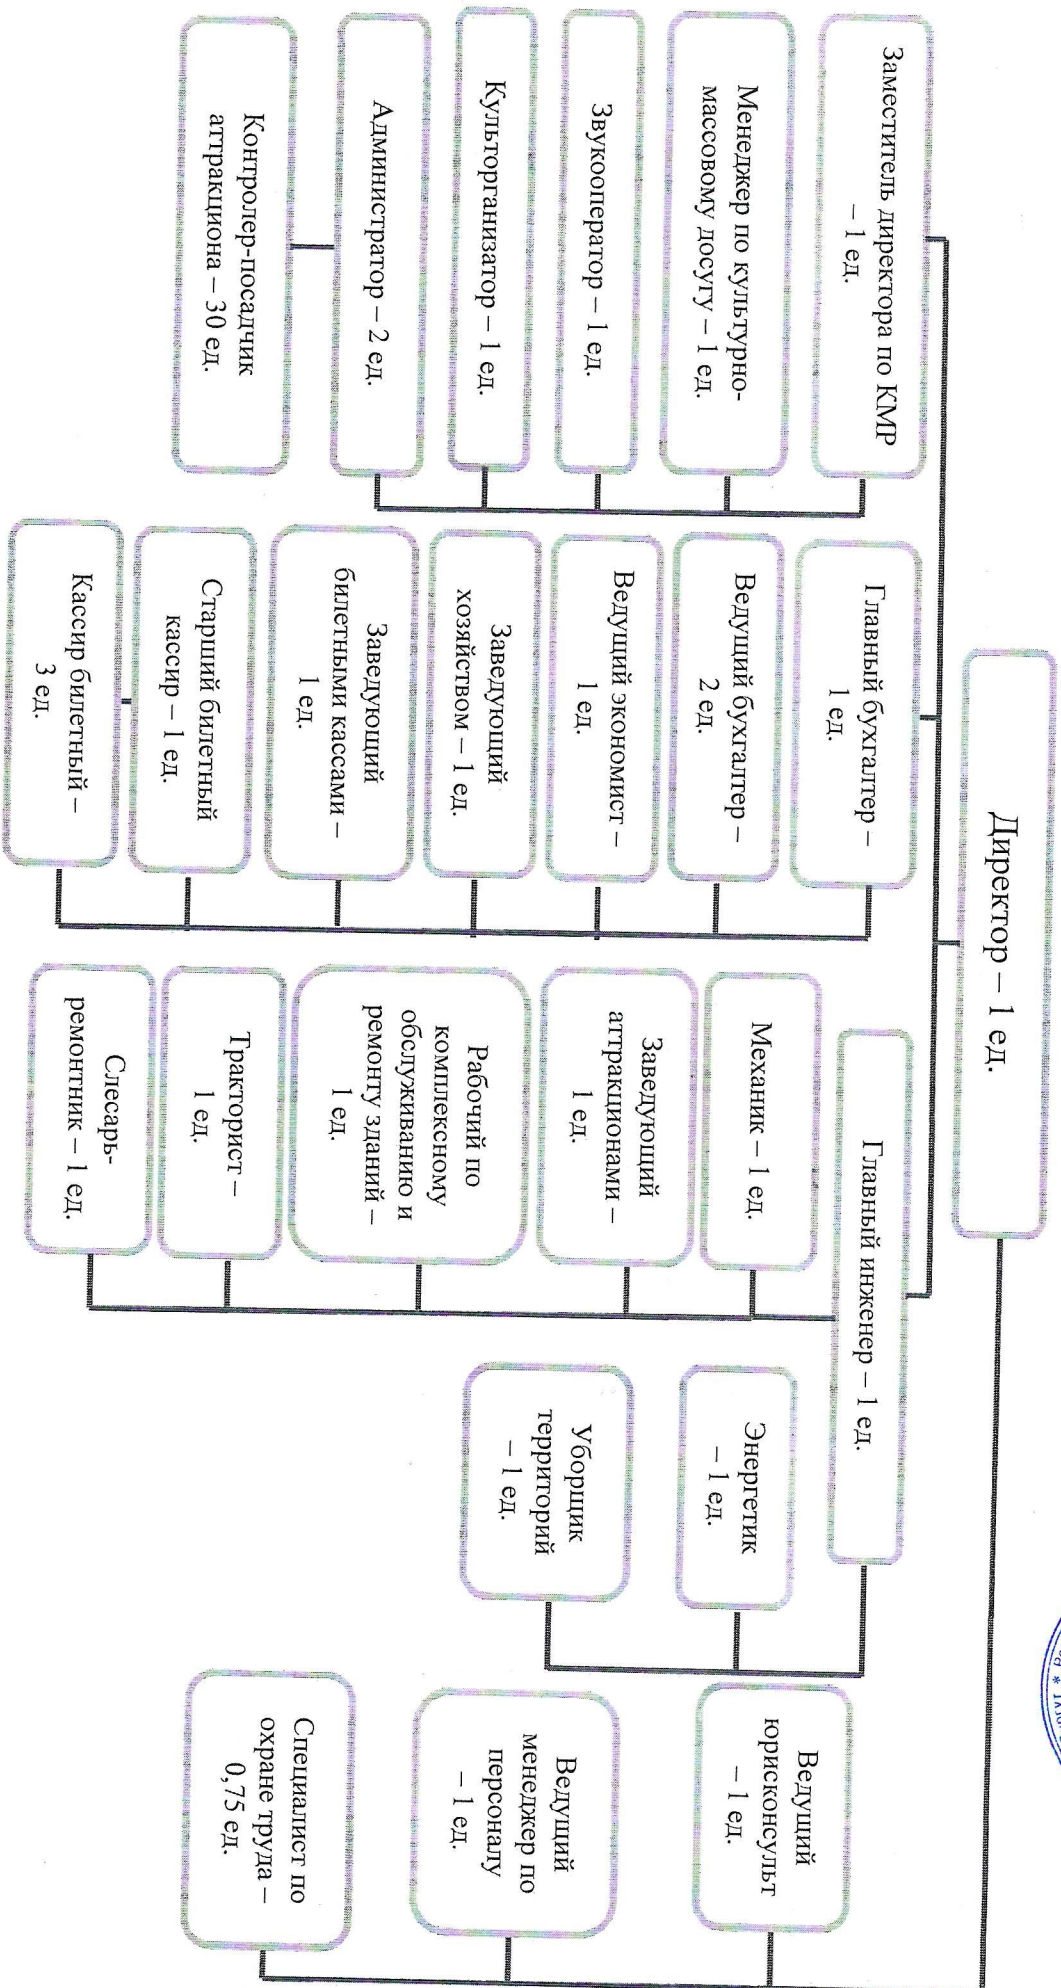 Директор – 1 ед.
Заместитель директора по КМР
– 1 ед.
Менеджер по культурно-
массовому досугу – 1 ед.
Звукооператор – 1 ед.
Культорганизатор – 1 ед.
Администратор – 2 ед.
Контролер-посадчик
аттракциона – 30 ед.
Главный бухгалтер –
1 ед.
Ведущий бухгалтер –
2 ед.
Ведущий экономист –
1 ед.
Заведующий
хозяйством – 1 ед.
Заведующий
билетными кассами –
1 ед.
Старший билетный
кассир – 1 ед.
Кассир билетный –
3 ед.
Главный инженер – 1 ед.
Механик – 1 ед.
Заведующий
аттракционами –
1 ед.
Рабочий по
комплексному
обслуживанию и
ремонту зданий –
1 ед.
Тракторист –
1 ед.
Слесарь-
ремонтник – 1 ед.
Энергетик
– 1 ед.
Уборщик
территорий
– 1 ед.
Ведущий
юрисконсульт
– 1 ед.
Ведущий
менеджер по
персоналу
– 1 ед.
Специалист по
охране труда –
0,75 ед.